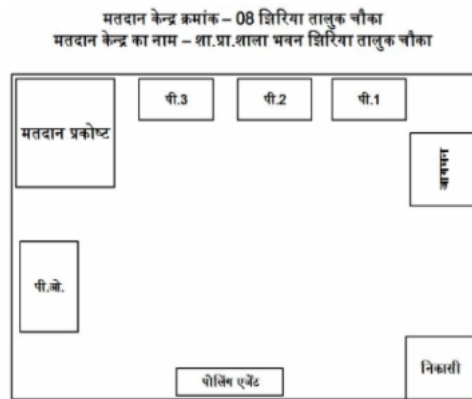 मतदान केन्द्र क्रमांक – 08 झिरिया तालुक चौका
मतदान केन्द्र का नाम – शा.प्रा.शाला भवन झिरिया तालुक चौका
मतदान प्रकोष्ट
पी.3
पी.2
पी.1
आगमन
पी.ओ.
पोलिंग एजेंट
निकासी